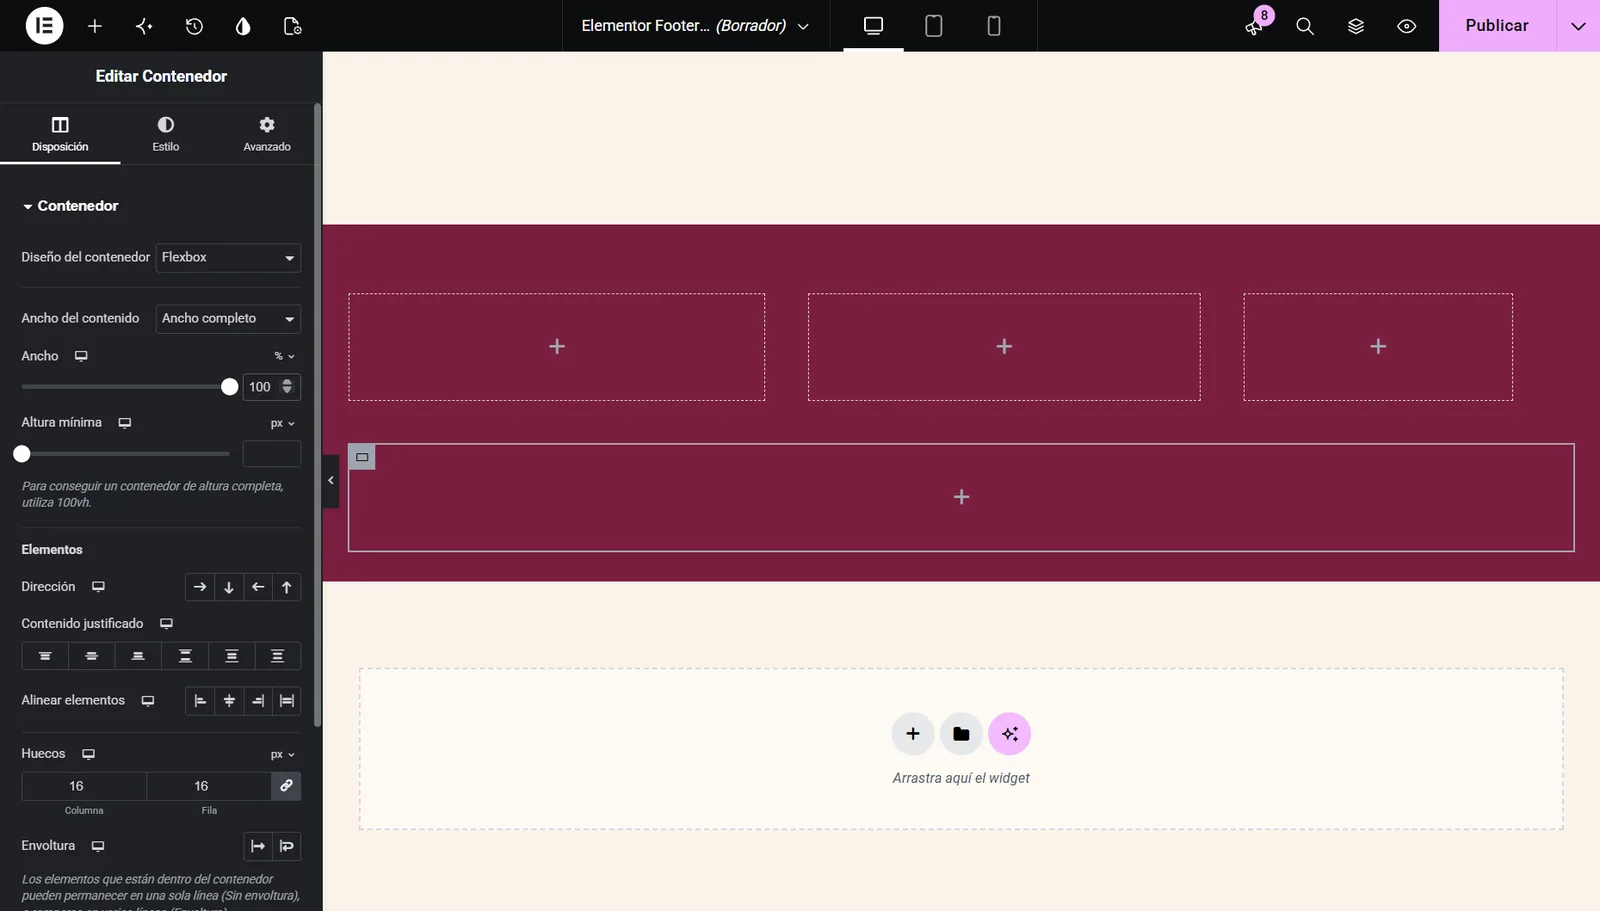 Elementor Footer... (Borrador)
8
Publicar
Editar Contenedor
Disposición
Estilo
Avanzado
Contenedor
Diseño del contenedor
Flexbox
Ancho del contenido
Ancho completo
Ancho
%
100
Altura mínima
px
Para conseguir un contenedor de altura completa,
utiliza 100vh.
Elementos
Dirección
Contenido justificado
Alinear elementos
Huecos
px
16
16
Columna
Fila
Envoltura
Los elementos que están dentro del contenedor
pueden permanecer en una sola línea (Sin envoltura),
Arrastra aquí el widget